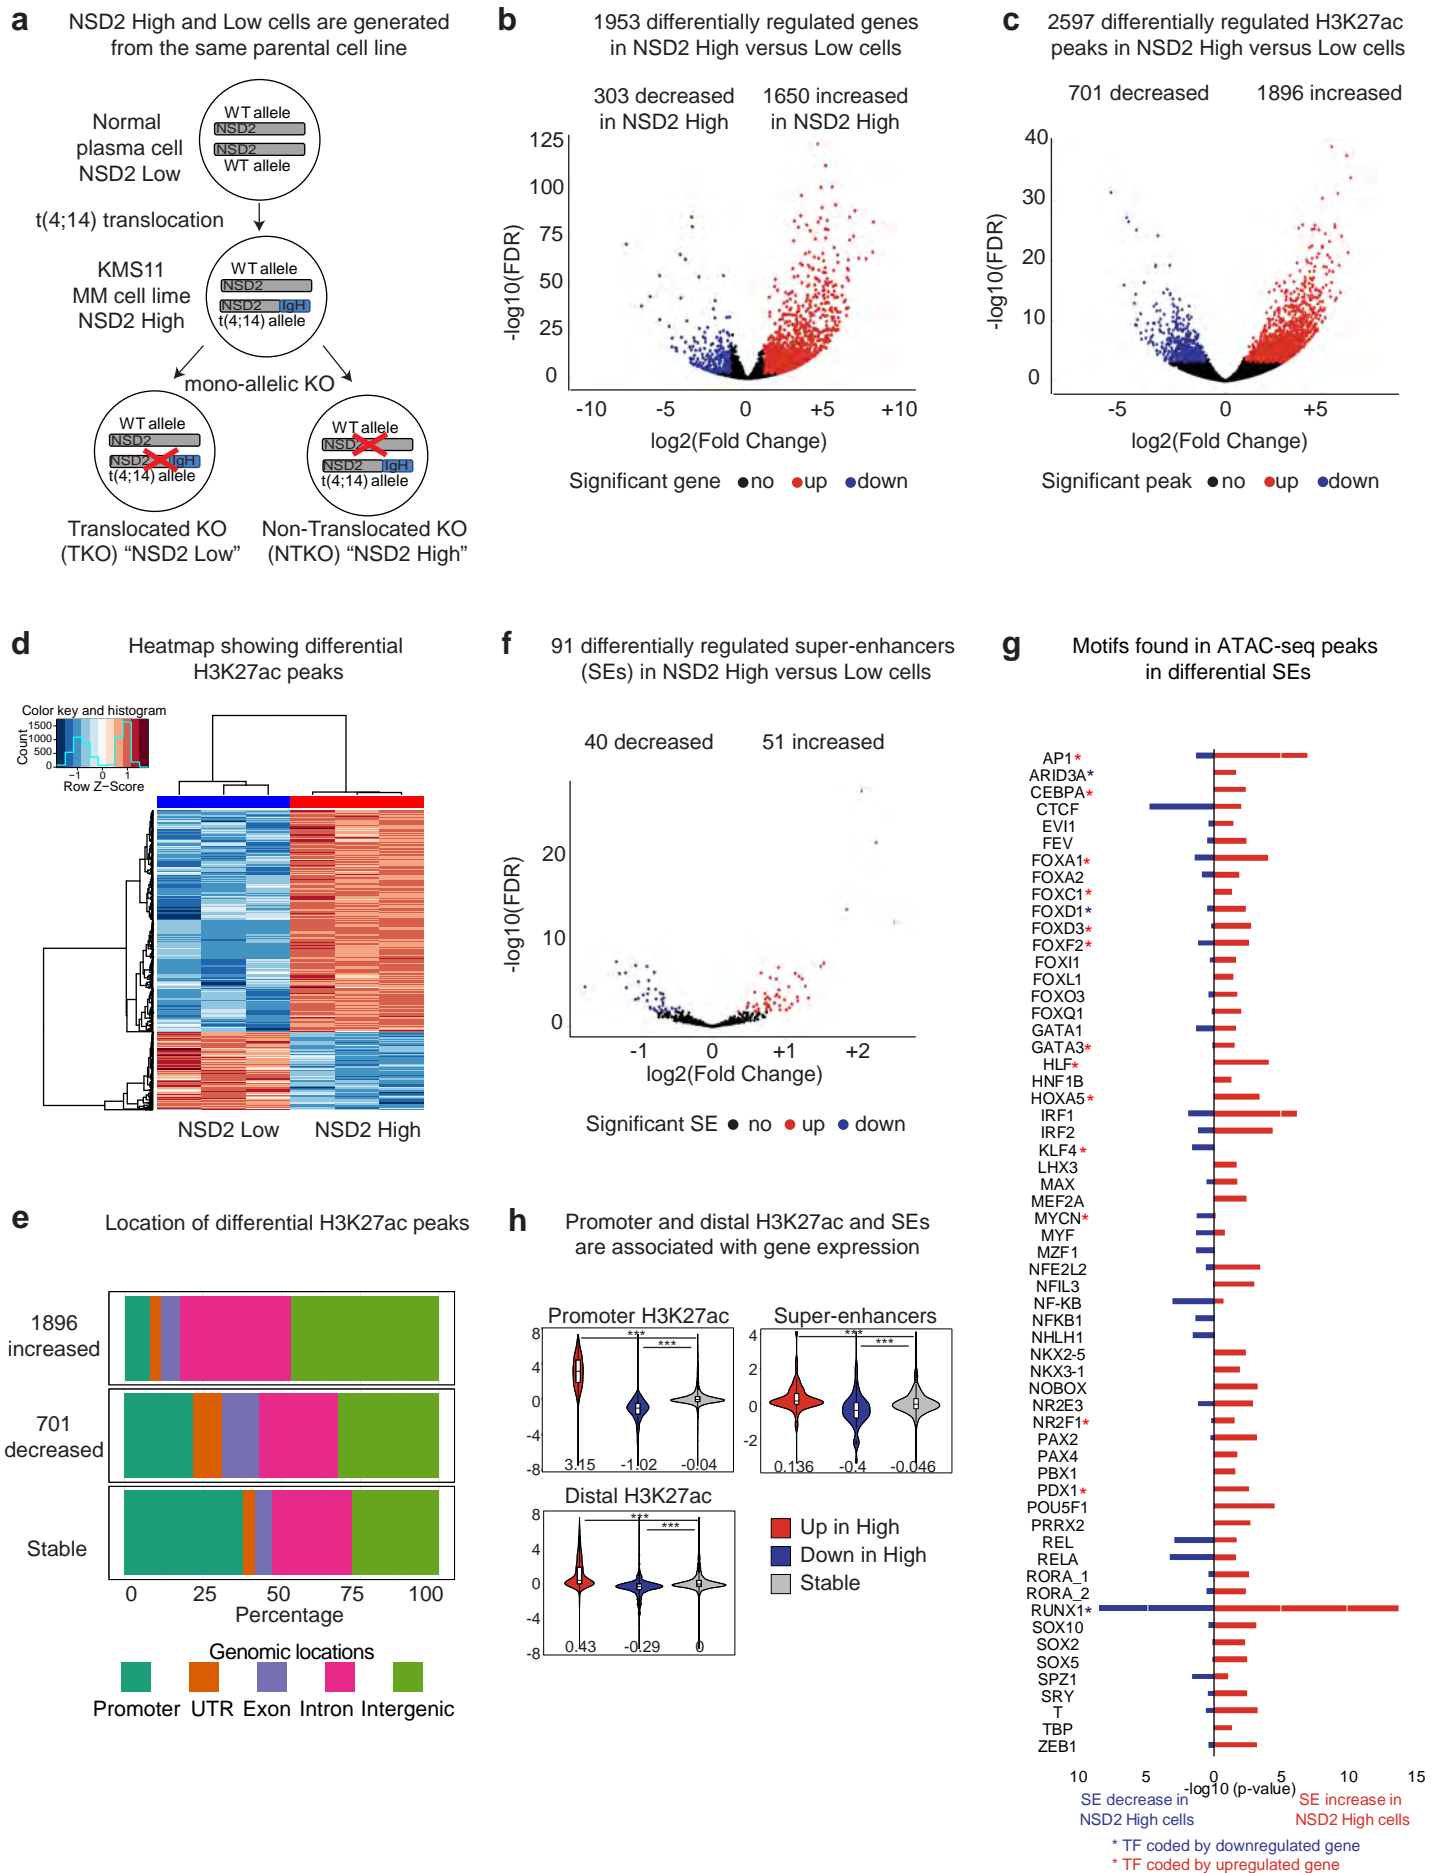 a
NSD2 High and Low cells are generated
from the same parental cell line
Normal
plasma cell
NSD2 Low
WT allele
NSD2
NSD2
WT allele
t(4;14) translocation
KMS11
MM cell lime
NSD2 High
WT allele
NSD2
NSD2 IgH
t(4;14) allele
mono-allelic KO
WT allele
NSD2
NSD2 IgH
t(4;14) allele
WT allele
NSD2
NSD2 IgH
t(4;14) allele
Translocated KO
(TKO) “NSD2 Low”
Non-Translocated KO
(NTKO) “NSD2 High”
b
1953 differentially regulated genes
in NSD2 High versus Low cells
303 decreased
in NSD2 High
1650 increased
in NSD2 High
125
100
75
50
25
0
-log10(FDR)
-10 -5 0 +5 +10
log2(Fold Change)
Significant gene no up down
c
2597 differentially regulated H3K27ac
peaks in NSD2 High versus Low cells
701 decreased 1896 increased
40
30
20
10
0
-log10(FDR)
-5 0 +5
log2(Fold Change)
Significant peak no up down
d
Heatmap showing differential
H3K27ac peaks
Color key and histogram
Count
1500
1000
500
0
−1 0 1
Row Z−Score
NSD2 Low NSD2 High
e
Location of differential H3K27ac peaks
1896
increased
701
decreased
Stable
0 25 50 75 100
Percentage
Genomic locations
Promoter UTR Exon Intron Intergenic
f
91 differentially regulated super-enhancers
(SEs) in NSD2 High versus Low cells
40 decreased 51 increased
20
10
0
-log10(FDR)
-1 0 +1 +2
log2(Fold Change)
Significant SE no up down
h
Promoter and distal H3K27ac and SEs
are associated with gene expression
Promoter H3K27ac
8
4
0
-4
-8
***
***
3.15 -1.02 -0.04
Super-enhancers
4
2
0
-2
***
***
0.136 -0.4 -0.046
Distal H3K27ac
8
4
0
-4
-8
***
***
0.43 -0.29 0
Up in High
Down in High
Stable
g
Motifs found in ATAC-seq peaks
in differential SEs
AP1*
ARID3A*
CEBPA*
CTCF
EVI1
FEV
FOXA1*
FOXA2
FOXC1*
FOXD1*
FOXD3*
FOXF2*
FOXI1
FOXL1
FOXO3
FOXQ1
GATA1
GATA3*
HLF*
HNF1B
HOXA5*
IRF1
IRF2
KLF4*
LHX3
MAX
MEF2A
MYCN*
MYF
MZF1
NFE2L2
NFIL3
NF-KB
NFKB1
NHLH1
NKX2-5
NKX3-1
NOBOX
NR2E3
NR2F1*
PAX2
PAX4
PBX1
PDX1*
POU5F1
PRRX2
REL
RELA
RORA_1
RORA_2
RUNX1*
SOX10
SOX2
SOX5
SPZ1
SRY
T
TBP
ZEB1
10 5 0 5 10 15
-log10 (p-value)
SE decrease in
NSD2 High cells
SE increase in
NSD2 High cells
* TF coded by downregulated gene
* TF coded by upregulated gene